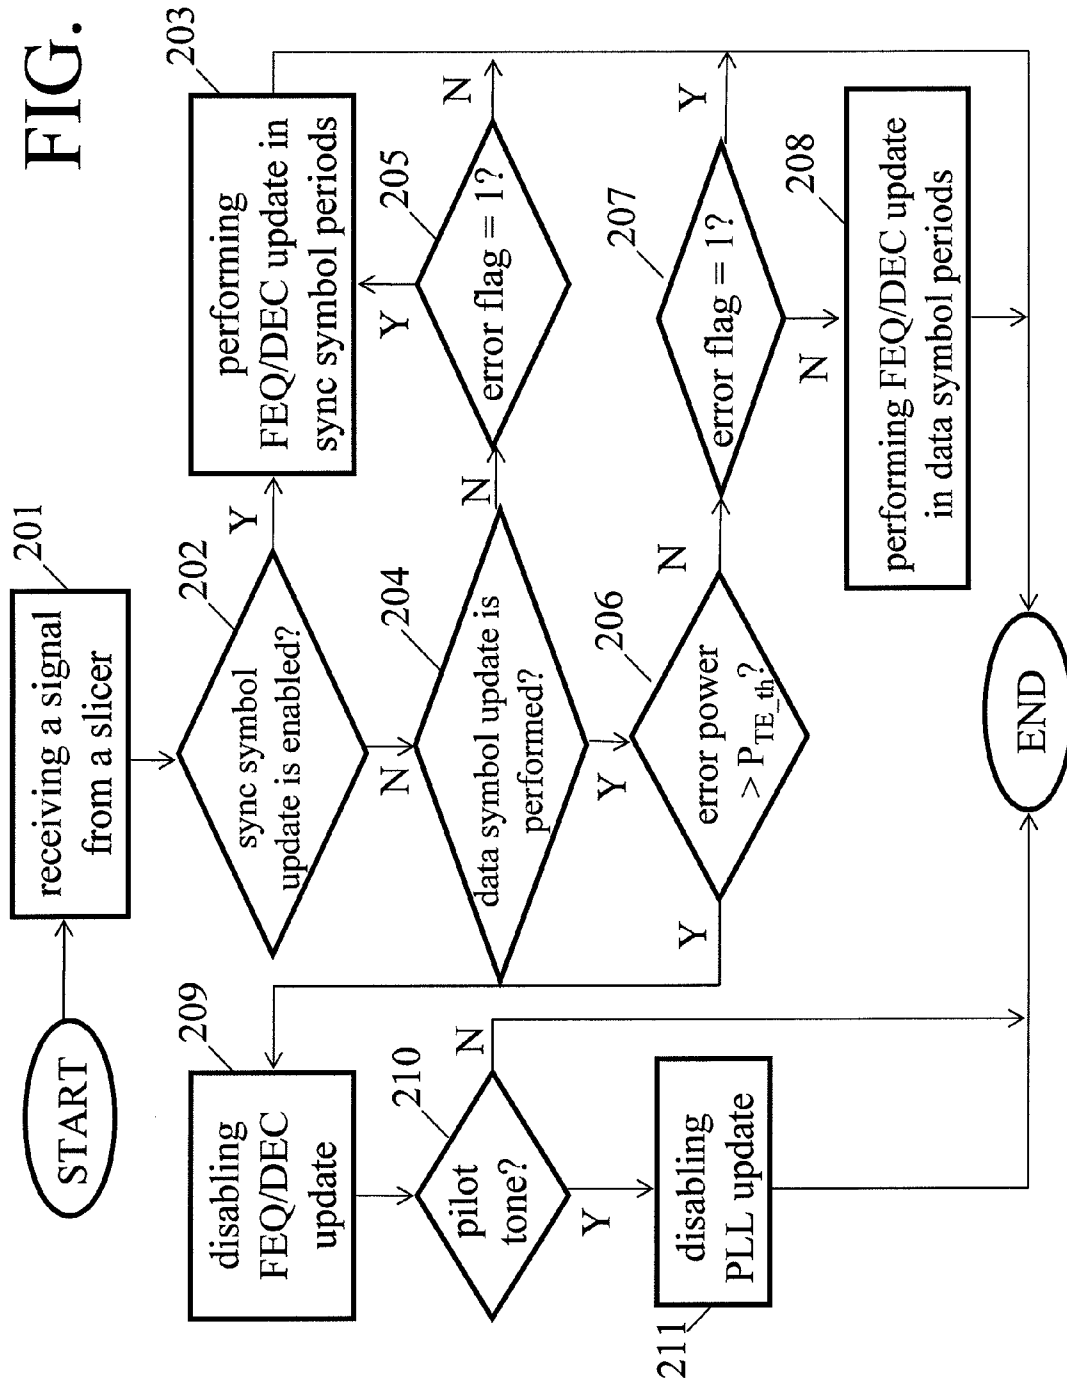 FIG.
START
receiving a signal
from a slicer
201
sync symbol
update is enabled?
202
Y
N
performing
FEQ/DEC update in
sync symbol periods
203
data symbol update is
performed?
204
N
Y
error flag = 1?
205
Y
N
error power
> P_TE_th?
206
N
Y
error flag = 1?
207
Y
N
performing FEQ/DEC update
in data symbol periods
208
disabling
FEQ/DEC
update
209
pilot
tone?
210
N
Y
disabling
PLL update
211
END